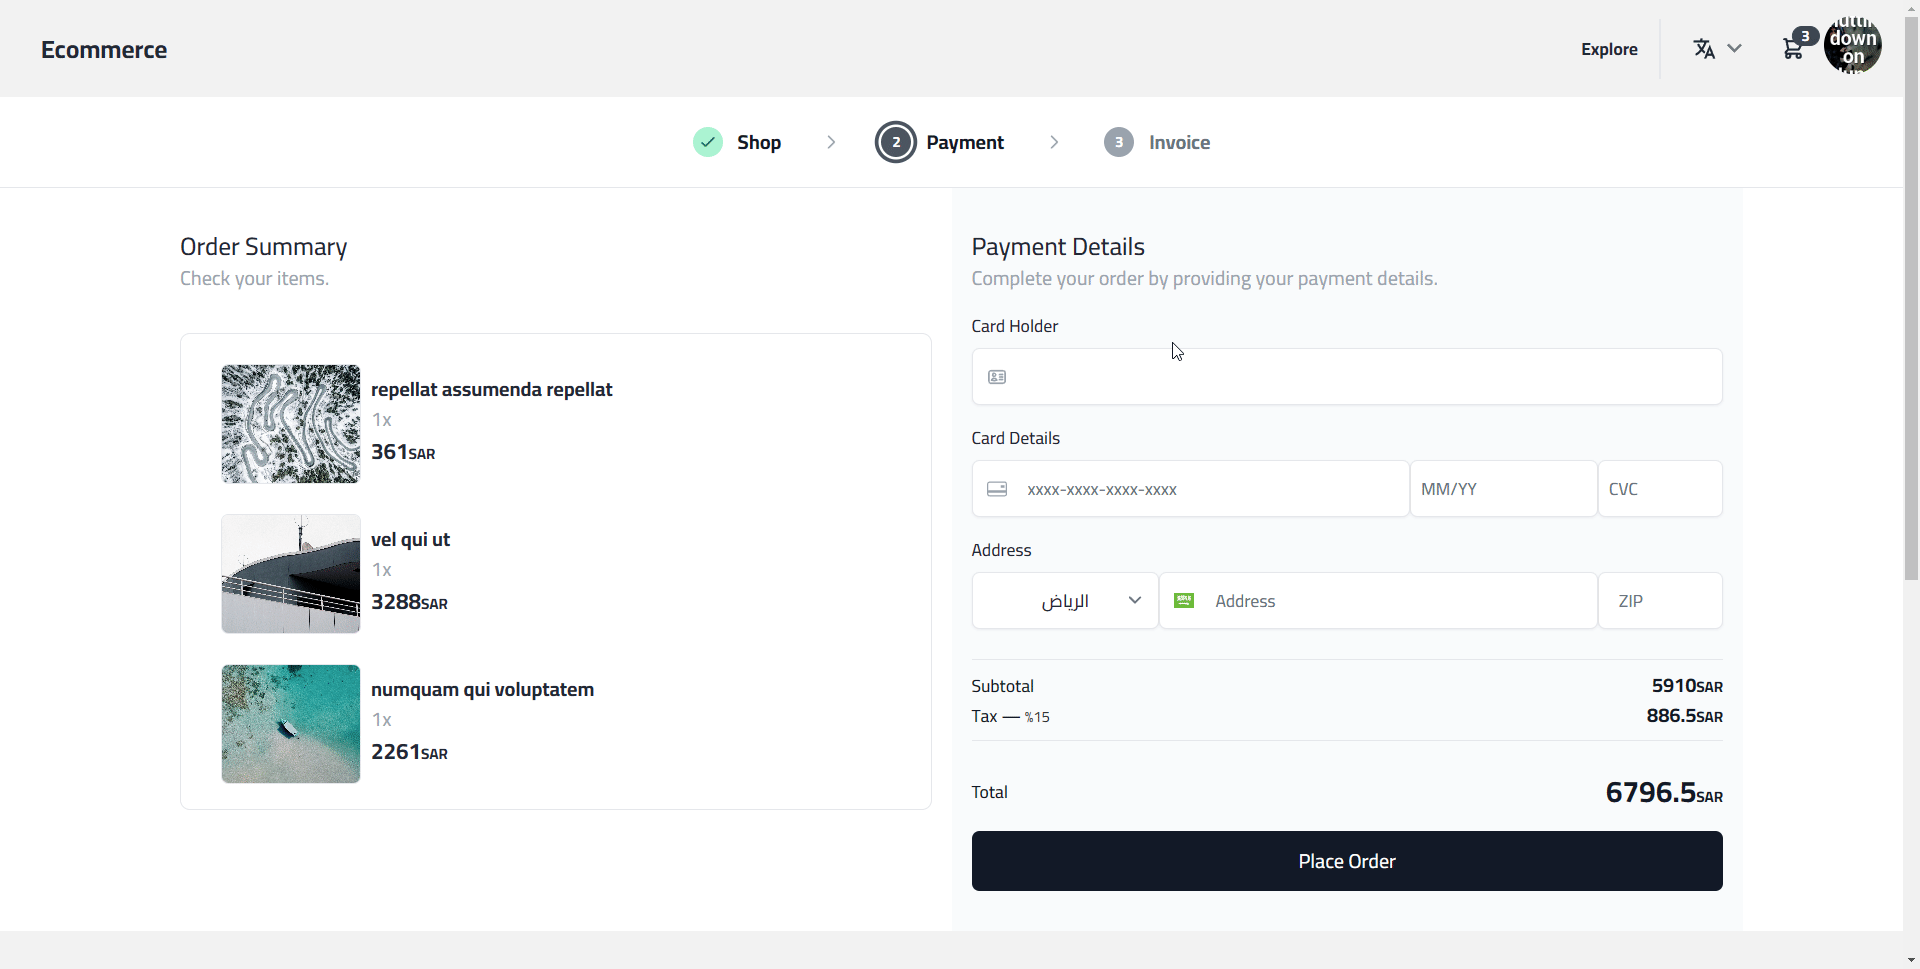 Ecommerce
Explore
3
down
on
Shop
2 Payment
3 Invoice
Order Summary
Check your items.
repellat assumenda repellat
1x
361SAR
vel qui ut
1x
3288SAR
numquam qui voluptatem
1x
2261SAR
Payment Details
Complete your order by providing your payment details.
Card Holder
Card Details
xxxx-xxxx-xxxx-xxxx MM/YY CVC
Address
الرياض Address ZIP
Subtotal 5910SAR
Tax — %15 886.5SAR
Total 6796.5SAR
Place Order